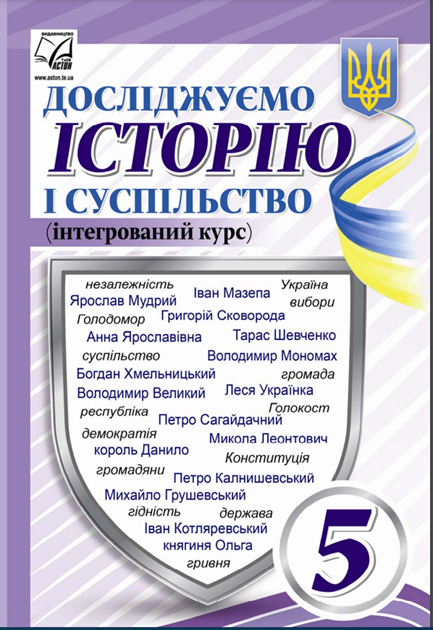 ВИДАВНИЦТВО
ТзОВ
АСТОН
www.aston.te.ua
ДОСЛІДЖУЄМО
ІСТОРІЮ
І СУСПІЛЬСТВО
(інтегрований курс)
незалежність
Україна
Ярослав Мудрий
Іван Мазепа
вибори
Голодомор
Григорій Сковорода
Анна Ярославівна
Тарас Шевченко
суспільство
Володимир Мономах
Богдан Хмельницький
громада
Володимир Великий
Леся Українка
республіка
Голокост
Петро Сагайдачний
демократія
Микола Леонтович
король Данило
Конституція
громадяни
Петро Калнишевський
Михайло Грушевський
гідність
держава
Іван Котляревський
княгиня Ольга
гривня
5